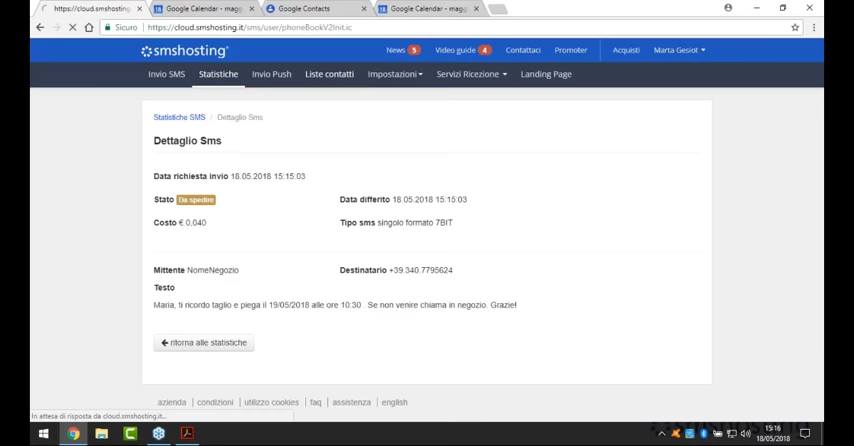 https://cloud.smshosting.it/
Google Calendar - magg
Google Contacts
Google Calendar - magg
Sicuro https://cloud.smshosting.it/sms/user/phoneBookV2Init.ic
smshosting
News 5 Video guide 4 Contattaci Promoter Acquisti Marta Gesiot
Invio SMS Statistiche Invio Push Liste contatti Impostazioni Servizi Ricezione Landing Page
Statistiche SMS / Dettaglio Sms
Dettaglio Sms
Data richiesta invio 18.05.2018 15:15:03
Stato Da spedire Data differito 18.05.2018 15:15:03
Costo € 0,040 Tipo sms singolo formato 7BIT
Mittente NomeNegozio Destinatario +39.340.7795624
Testo
Maria, ti ricordo taglio e piega il 19/05/2018 alle ore 10:30 . Se non venire chiama in negozio. Grazie!
ritorna alle statistiche
azienda | condizioni | utilizzo cookies | faq | assistenza | english
In attesa di risposta da cloud.smshosting.it...
15:16
18/05/2018